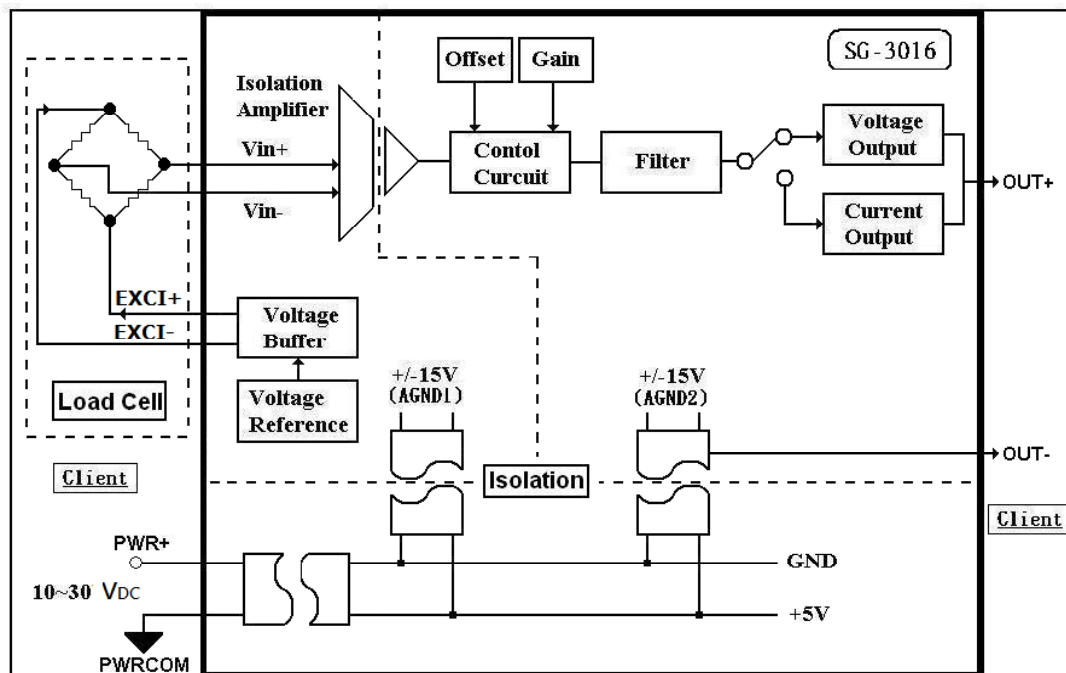 SG-3016
Offset
Gain
Isolation
Amplifier
Vin+
Vin-
Contol
Curcuit
Filter
Voltage
Output
Current
Output
OUT+
EXCI+
EXCI-
Voltage
Buffer
Voltage
Reference
Load Cell
+/-15V
(AGND1)
+/-15V
(AGND2)
OUT-
Client
Isolation
Client
PWR+
10~30 VDC
PWRCOM
GND
+5V